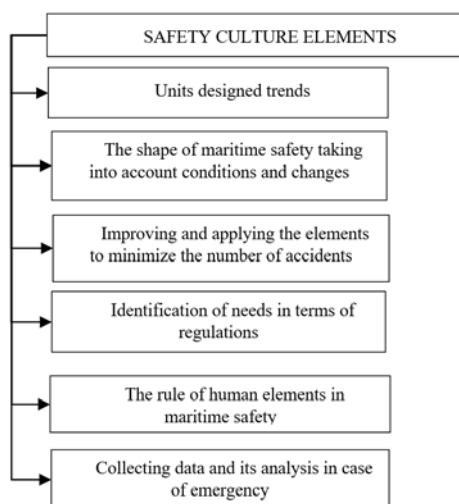 SAFETY CULTURE ELEMENTS
Units designed trends
The shape of maritime safety taking
into account conditions and changes
Improving and applying the elements
to minimize the number of accidents
Identification of needs in terms of
regulations
The rule of human elements in
maritime safety
Collecting data and its analysis in case
of emergency